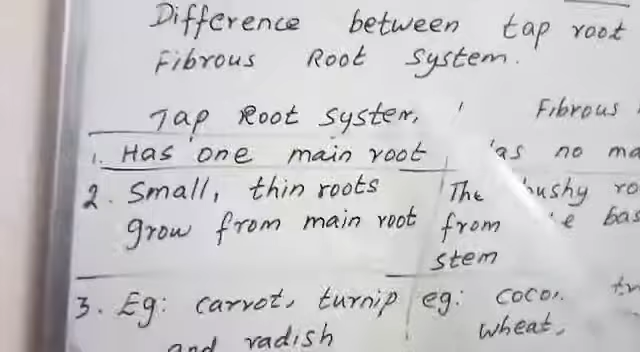 Difference between tap root
Fibrous Root System.
Tap Root System, Fibrous
1. Has one main root as no ma
2. Small, thin roots The bushy ro
grow from main root from e bas
stem
3. Eg: carrot, turnip eg: coco
and radish wheat,